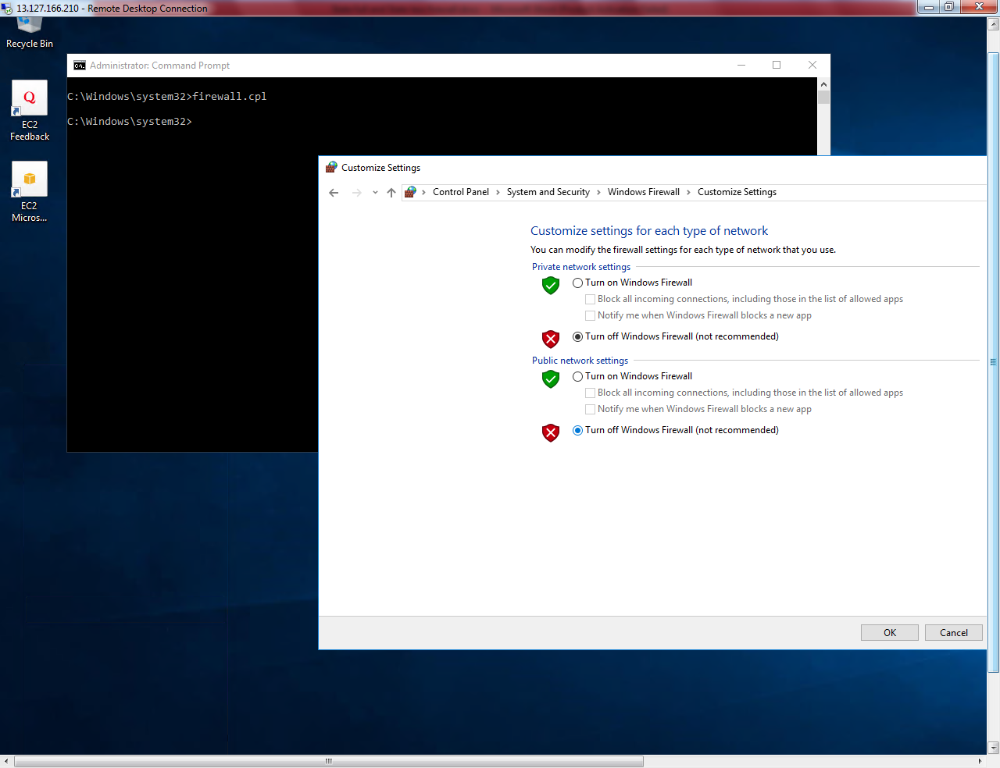 13.127.166.210 - Remote Desktop Connection
Recycle Bin
EC2
Feedback
EC2
Micros...
Administrator: Command Prompt
C:\Windows\system32>firewall.cpl
C:\Windows\system32>
Customize Settings
Control Panel > System and Security > Windows Firewall > Customize Settings
Customize settings for each type of network
You can modify the firewall settings for each type of network that you use.
Private network settings
Turn on Windows Firewall
Block all incoming connections, including those in the list of allowed apps
Notify me when Windows Firewall blocks a new app
Turn off Windows Firewall (not recommended)
Public network settings
Turn on Windows Firewall
Block all incoming connections, including those in the list of allowed apps
Notify me when Windows Firewall blocks a new app
Turn off Windows Firewall (not recommended)
OK
Cancel